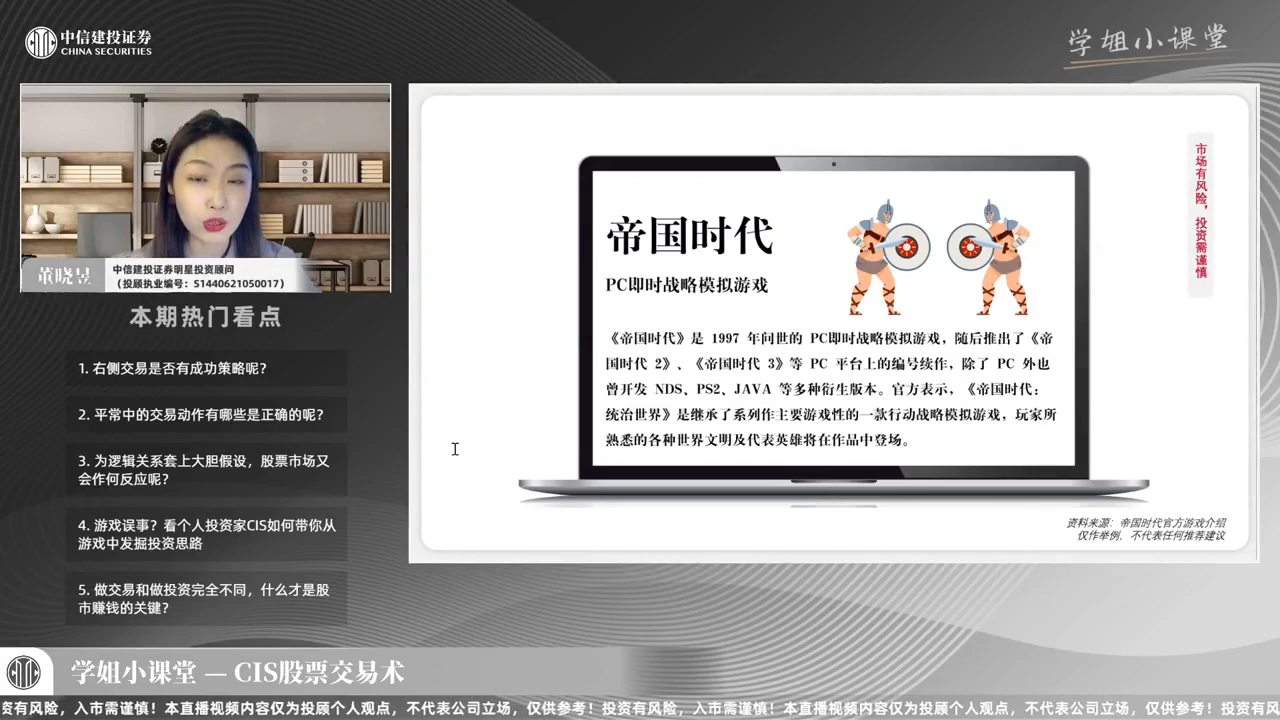 中信建投证券
CHINA SECURITIES
学姐小课堂
董晓昱
中信建投证券明星投资顾问
（投顾执业编号：S1440621050017）
本期热门看点
1. 右侧交易是否有成功策略呢？
2. 平常中的交易动作有哪些是正确的呢？
3. 为逻辑关系套上大胆假设，股票市场又
会作何反应呢？
4. 游戏误事？看个人投资家CIS如何带你从
游戏中发掘投资思路
5. 做交易和做投资完全不同，什么才是股
市赚钱的关键？
市场有风险，投资需谨慎
帝国时代
PC即时战略模拟游戏
《帝国时代》是 1997 年问世的 PC即时战略模拟游戏，随后推出了《帝
国时代 2》、《帝国时代 3》等 PC 平台上的编号续作，除了 PC 外也
曾开发 NDS、PS2、JAVA 等多种衍生版本。官方表示，《帝国时代：
统治世界》是继承了系列作主要游戏性的一款行动战略模拟游戏，玩家所
熟悉的各种世界文明及代表英雄将在作品中登场。
资料来源：帝国时代官方游戏介绍
仅作举例，不代表任何推荐建议
学姐小课堂 — CIS股票交易术
资有风险，入市需谨慎！本直播视频内容仅为投顾个人观点，不代表公司立场，仅供参考！投资有风险，入市需谨慎！本直播视频内容仅为投顾个人观点，不代表公司立场，仅供参考！投资有风